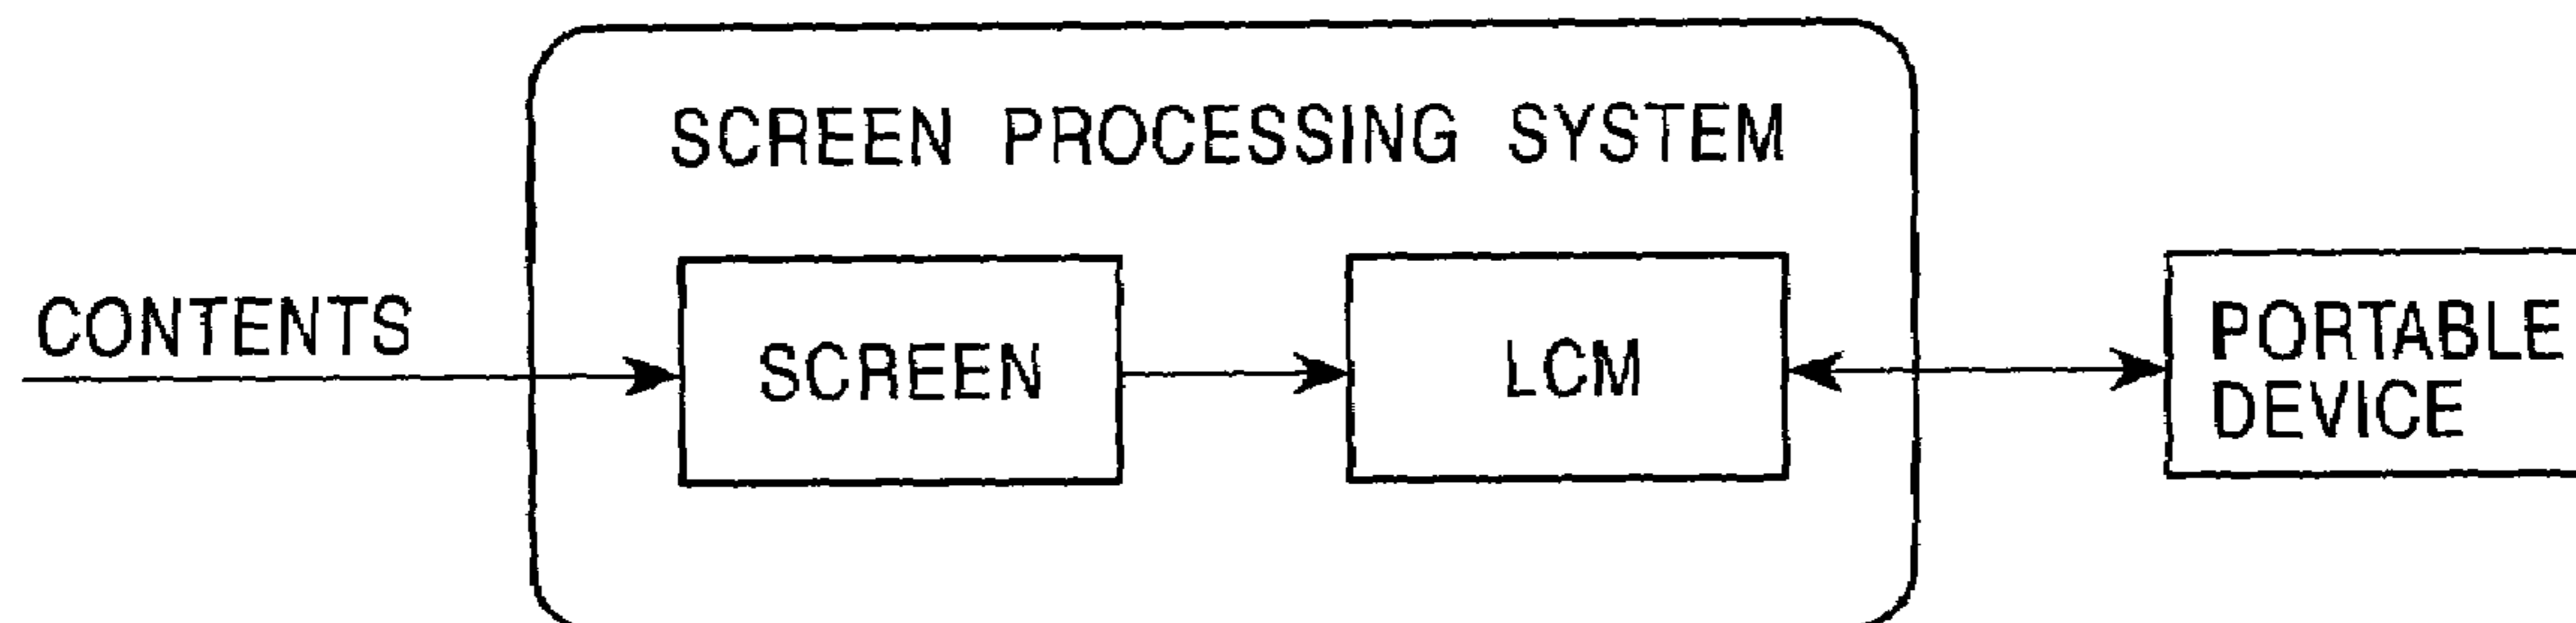 SCREEN PROCESSING SYSTEM
CONTENTS
SCREEN
LCM
PORTABLE
DEVICE